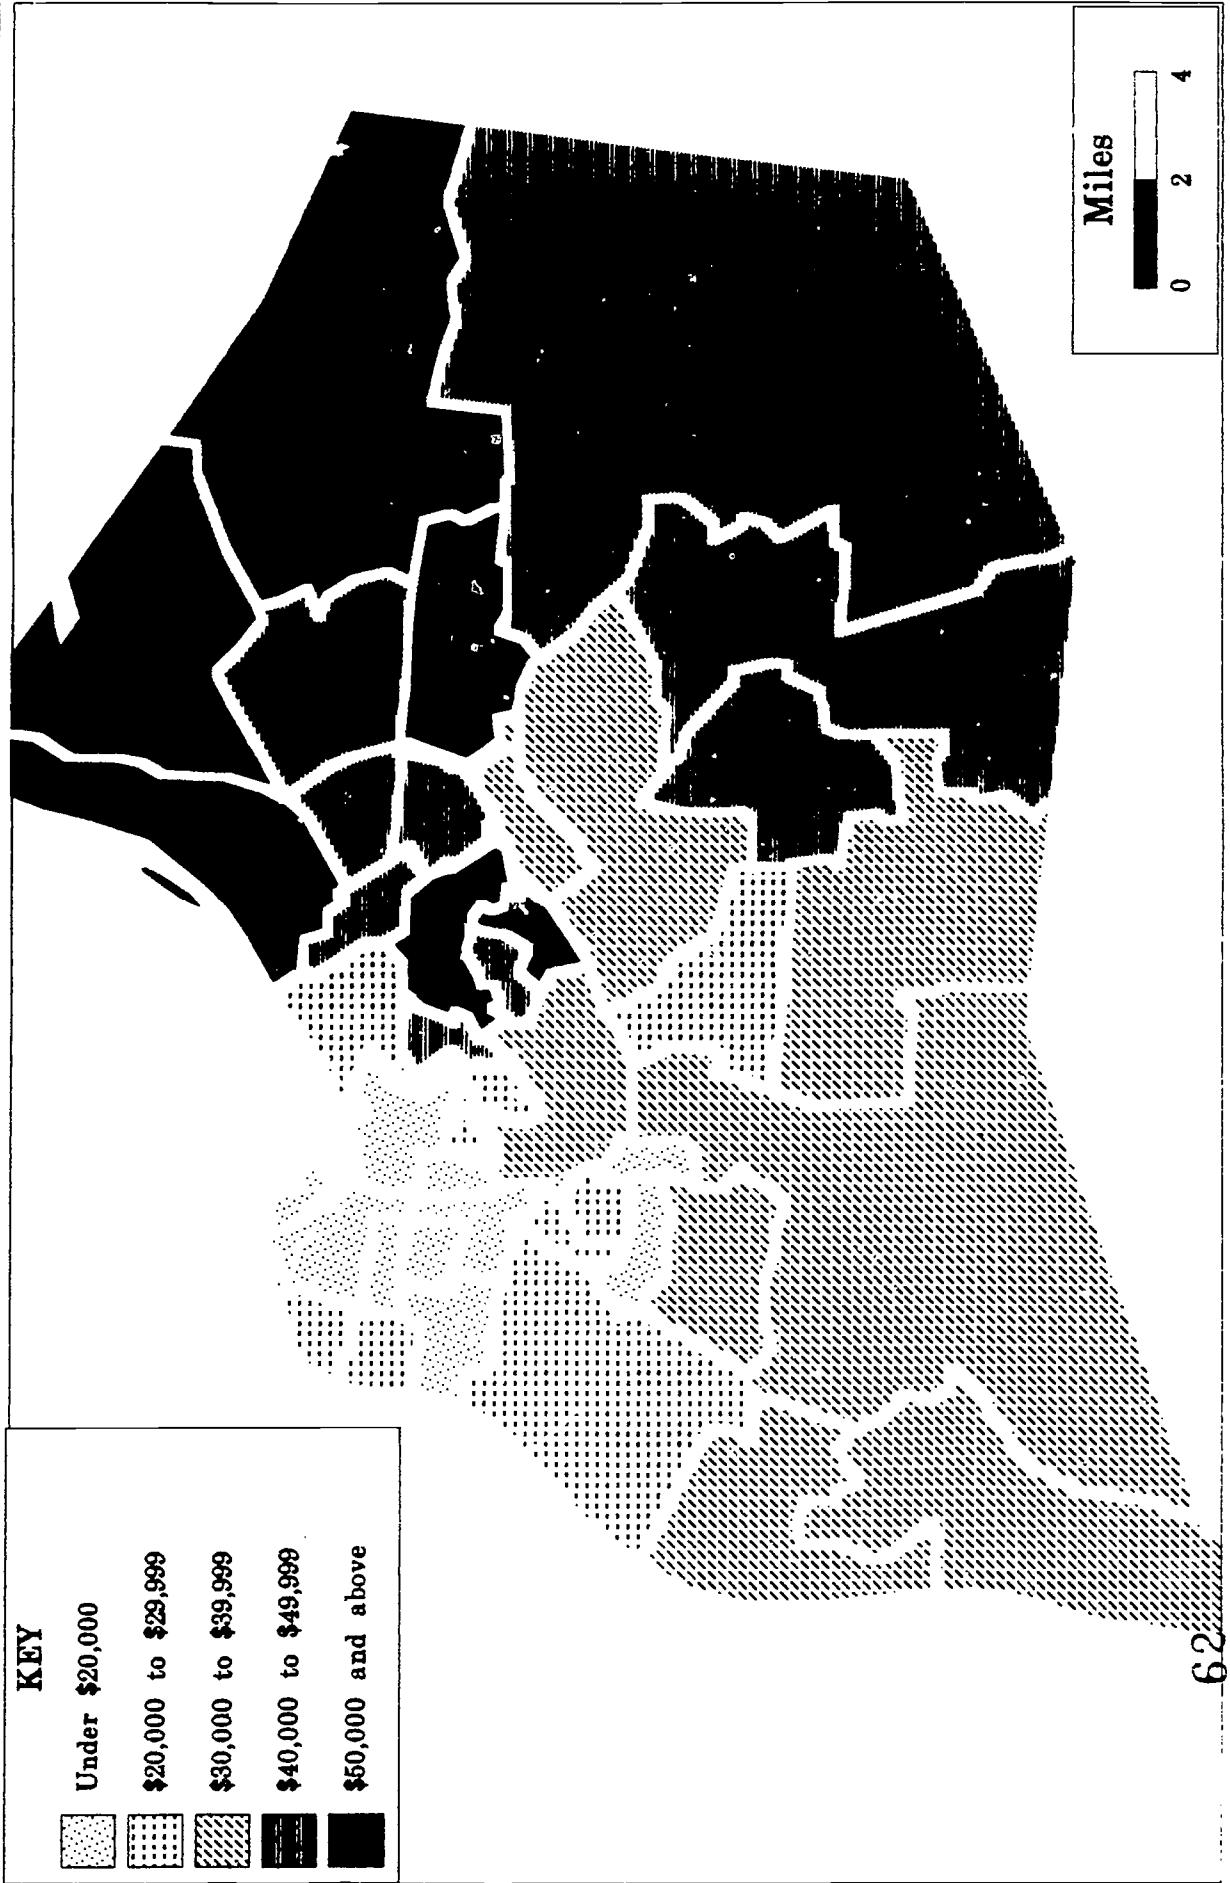 KEY
Under $20,000
$20,000 to $29,999
$30,000 to $39,999
$40,000 to $49,999
$50,000 and above
Miles
0 2 4
62